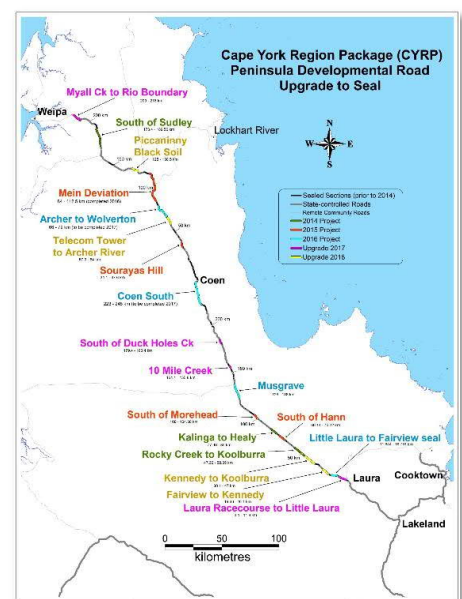 Cape York Region Package (CYRP)
Peninsula Developmental Road
Upgrade to Seal
Myall Ck to Rio Boundary
Weipa
South of Sudley
Lockhart River
Piccaninny
Black Soil
N
W E
S
Mein Deviation
Archer to Wolverton
Telecom Tower
to Archer River
Sourayas Hill
Coen
Coen South
Sealed Sections (prior to 2014)
State-controlled Roads
Remote Community Roads
2014 Project
2015 Project
2016 Project
Upgrade 2017
Upgrade 2018
South of Duck Holes Ck
10 Mile Creek
Musgrave
South of Morehead
South of Hann
Kalinga to Healy
Little Laura to Fairview seal
Rocky Creek to Koolburra
Kennedy to Koolburra
Fairview to Kennedy
Laura
Cooktown
Laura Racecourse to Little Laura
Lakeland
0 50 100
kilometres